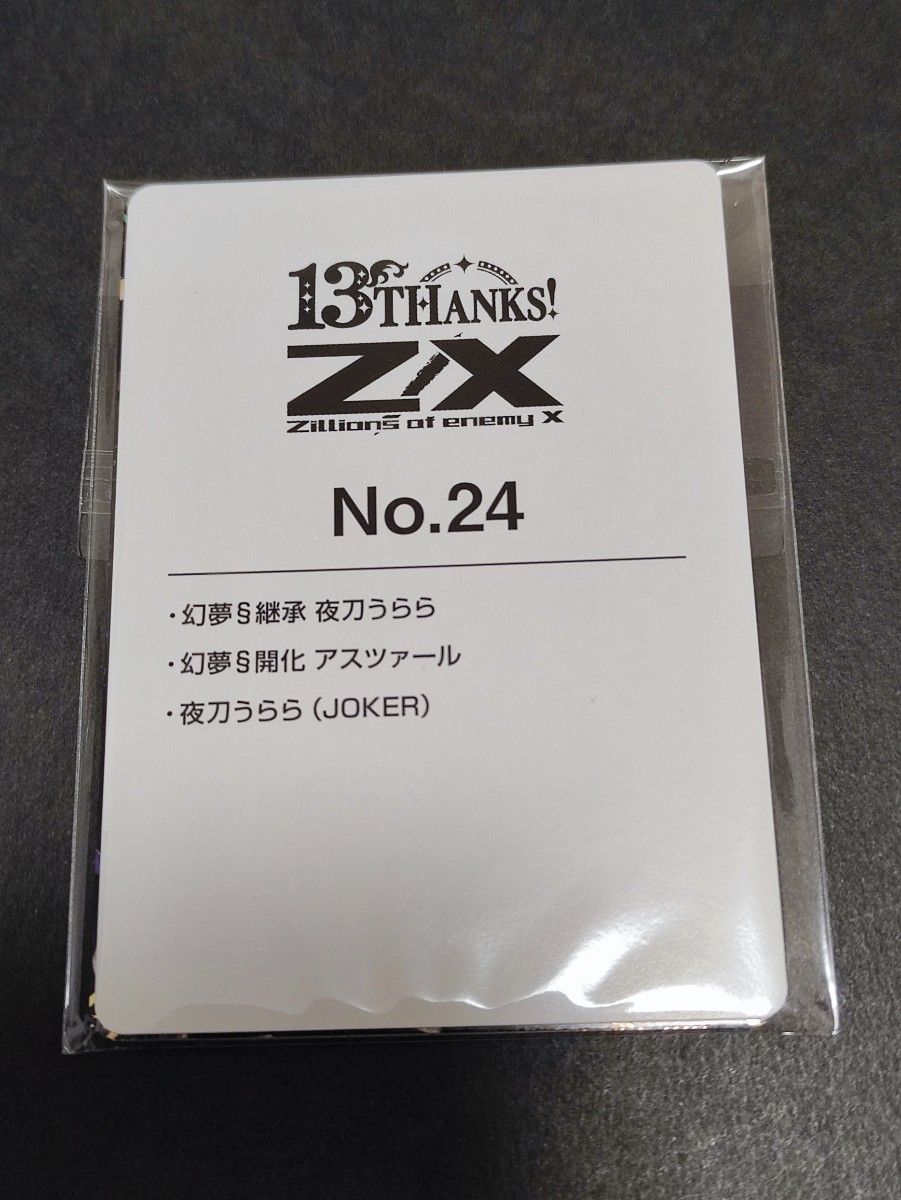 13THANKS!
Z/X
Zillions of enemy X
No.24
・幻夢§継承 夜刀うらら
・幻夢§開化 アスツァール
・夜刀うらら(JOKER)